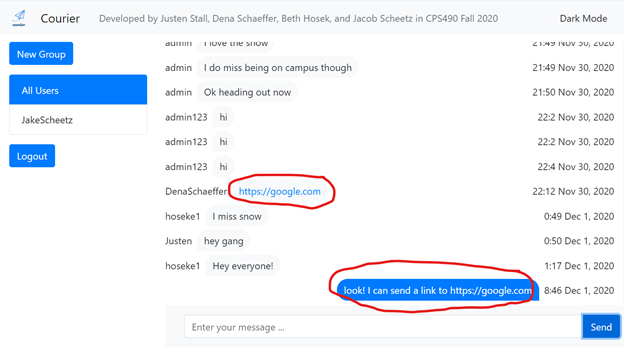 Courier Developed by Justen Stall, Dena Schaeffer, Beth Hosek, and Jacob Scheetz in CPS490 Fall 2020 Dark Mode
New Group
All Users
JakeScheetz
Logout
admin I love the snow 21:49 Nov 30, 2020
admin I do miss being on campus though 21:49 Nov 30, 2020
admin Ok heading out now 21:50 Nov 30, 2020
admin123 hi 22:2 Nov 30, 2020
admin123 hi 22:2 Nov 30, 2020
admin123 hi 22:4 Nov 30, 2020
DenaSchaeffer https://google.com 22:12 Nov 30, 2020
hoseke1 I miss snow 0:49 Dec 1, 2020
Justen hey gang 0:50 Dec 1, 2020
hoseke1 Hey everyone! 1:17 Dec 1, 2020
look! I can send a link to https://google.com 8:46 Dec 1, 2020
Enter your message ... Send